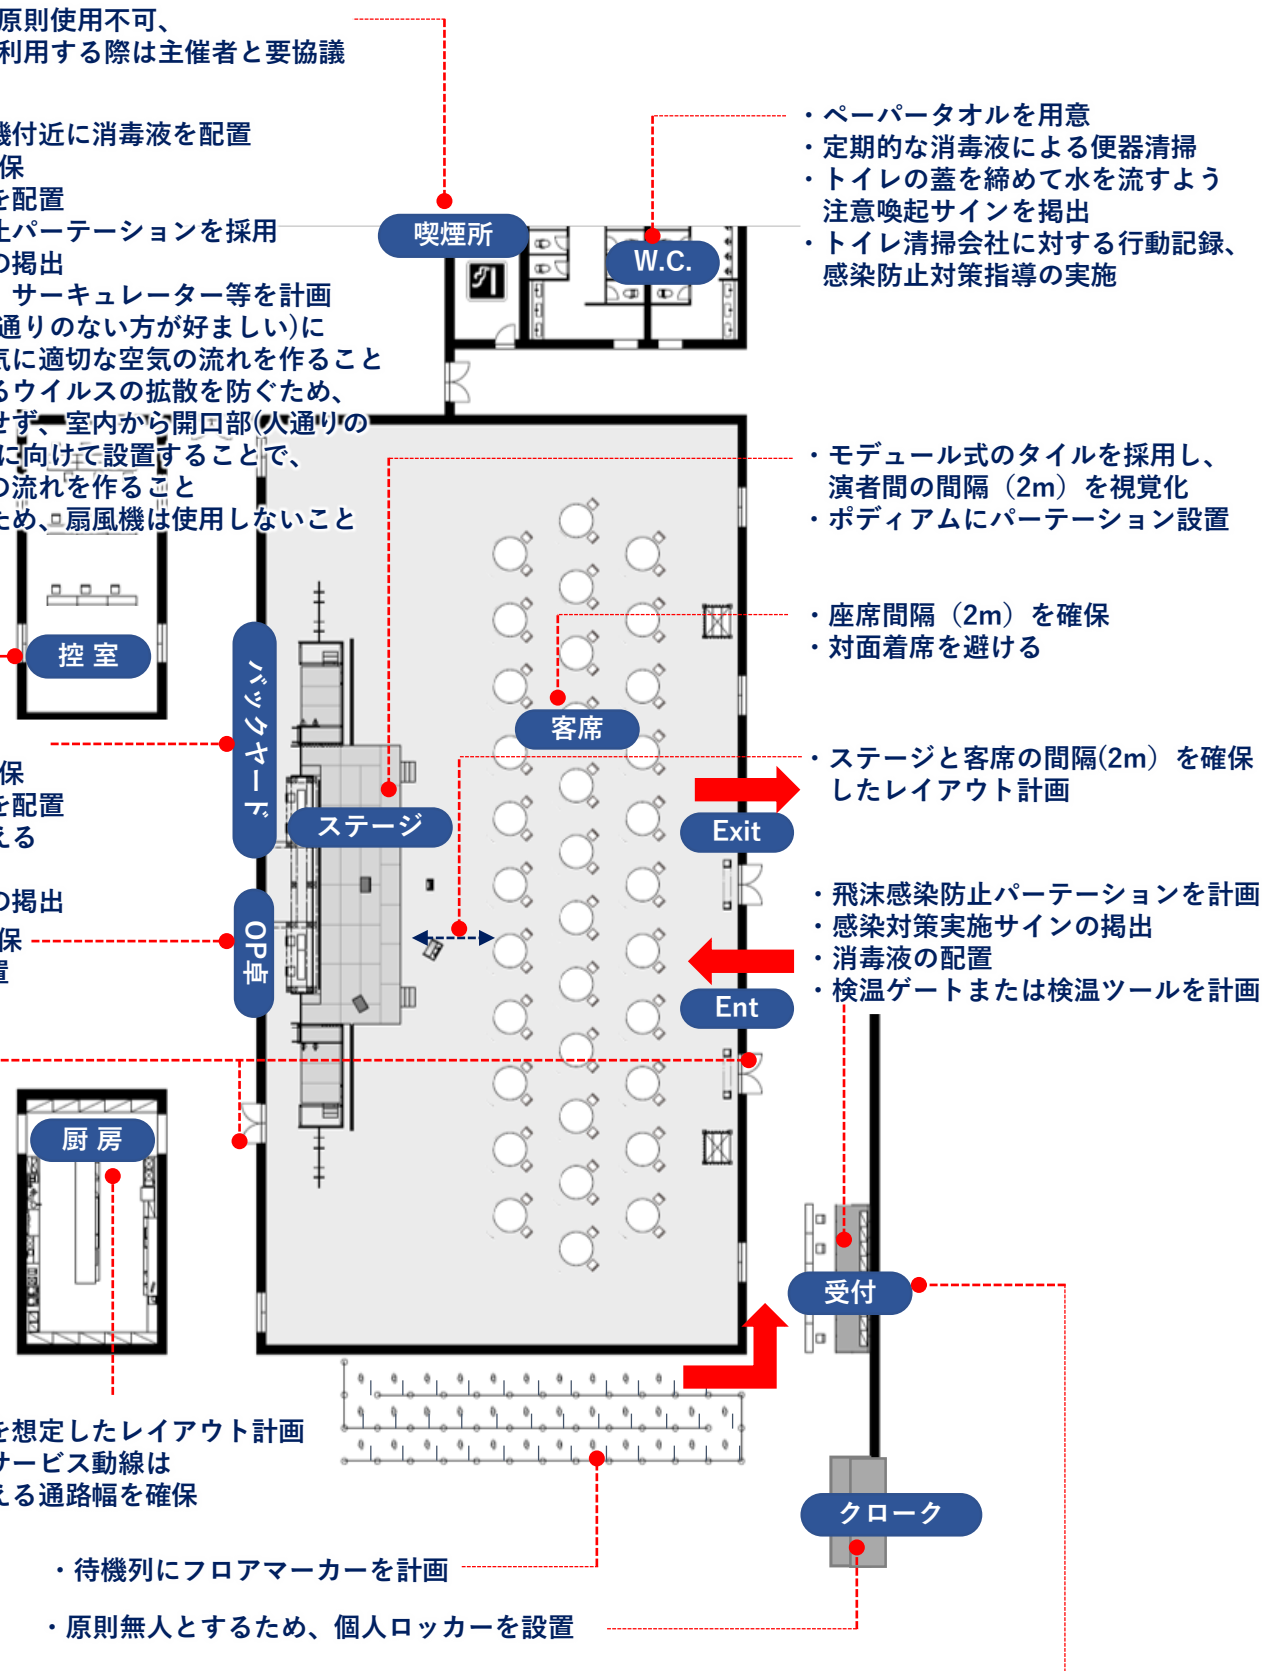 原則使用不可、
利用する際は主催者と要協議
機付近に消毒液を配置
保
を配置
止パーテーションを採用
の掲出
サーキュレーター等を計画
通りのない方が好ましい)に
気に適切な空気の流れを作ること
るウイルスの拡散を防ぐため、
せず、室内から開口部(人通りの
に向けて設置することで、
の流れを作ること
ため、扇風機は使用しないこと
喫煙所
W.C.
・ペーパータオルを用意
・定期的な消毒液による便器清掃
・トイレの蓋を締めて水を流すよう
注意喚起サインを掲出
・トイレ清掃会社に対する行動記録、
感染防止対策指導の実施
・モデュール式のタイルを採用し、
演者間の間隔（2m）を視覚化
・ポディアムにパーテーション設置
・座席間隔（2m）を確保
・対面着席を避ける
控室
バックヤード
客席
・ステージと客席の間隔(2m）を確保
したレイアウト計画
保
を配置
える
ステージ
Exit
の掲出
保
置
OP卓
・飛沫感染防止パーテーションを計画
・感染対策実施サインの掲出
・消毒液の配置
・検温ゲートまたは検温ツールを計画
Ent
厨房
受付
を想定したレイアウト計画
サービス動線は
える通路幅を確保
クローク
・待機列にフロアマーカーを計画
・原則無人とするため、個人ロッカーを設置